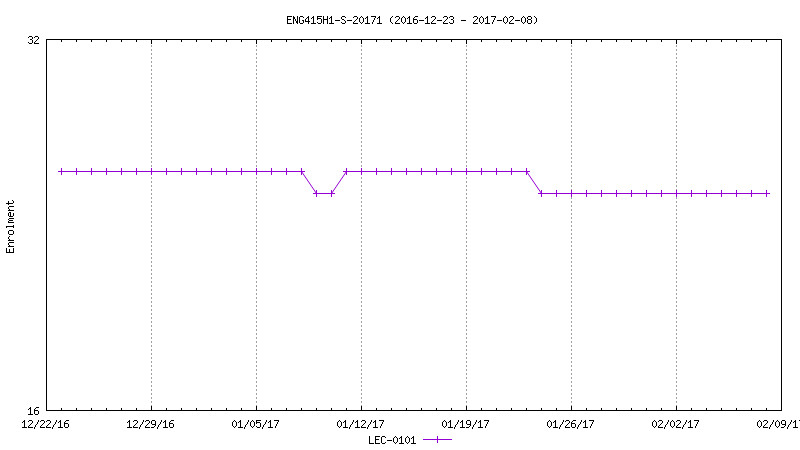 ENG415H1-S-20171 (2016-12-23 - 2017-02-08)
32
Enrolment
16
12/22/16 12/29/16 01/05/17 01/12/17 01/19/17 01/26/17 02/02/17 02/09/1
LEC-0101